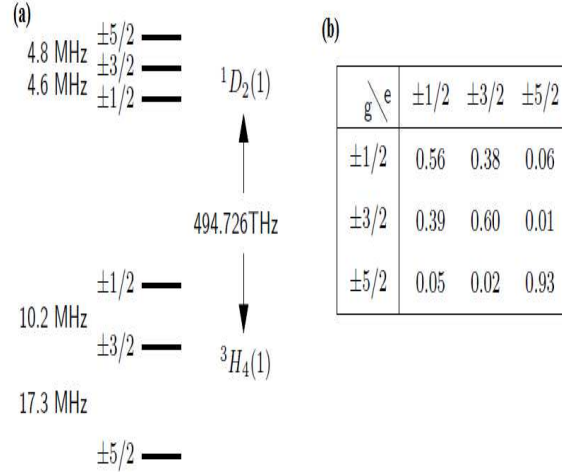 (a)
±5/2
4.8 MHz
±3/2
4.6 MHz
±1/2
¹D₂(1)
494.726THz
±1/2
10.2 MHz
±3/2
³H₄(1)
17.3 MHz
±5/2
(b)
g\e ±1/2 ±3/2 ±5/2
±1/2 0.56 0.38 0.06
±3/2 0.39 0.60 0.01
±5/2 0.05 0.02 0.93